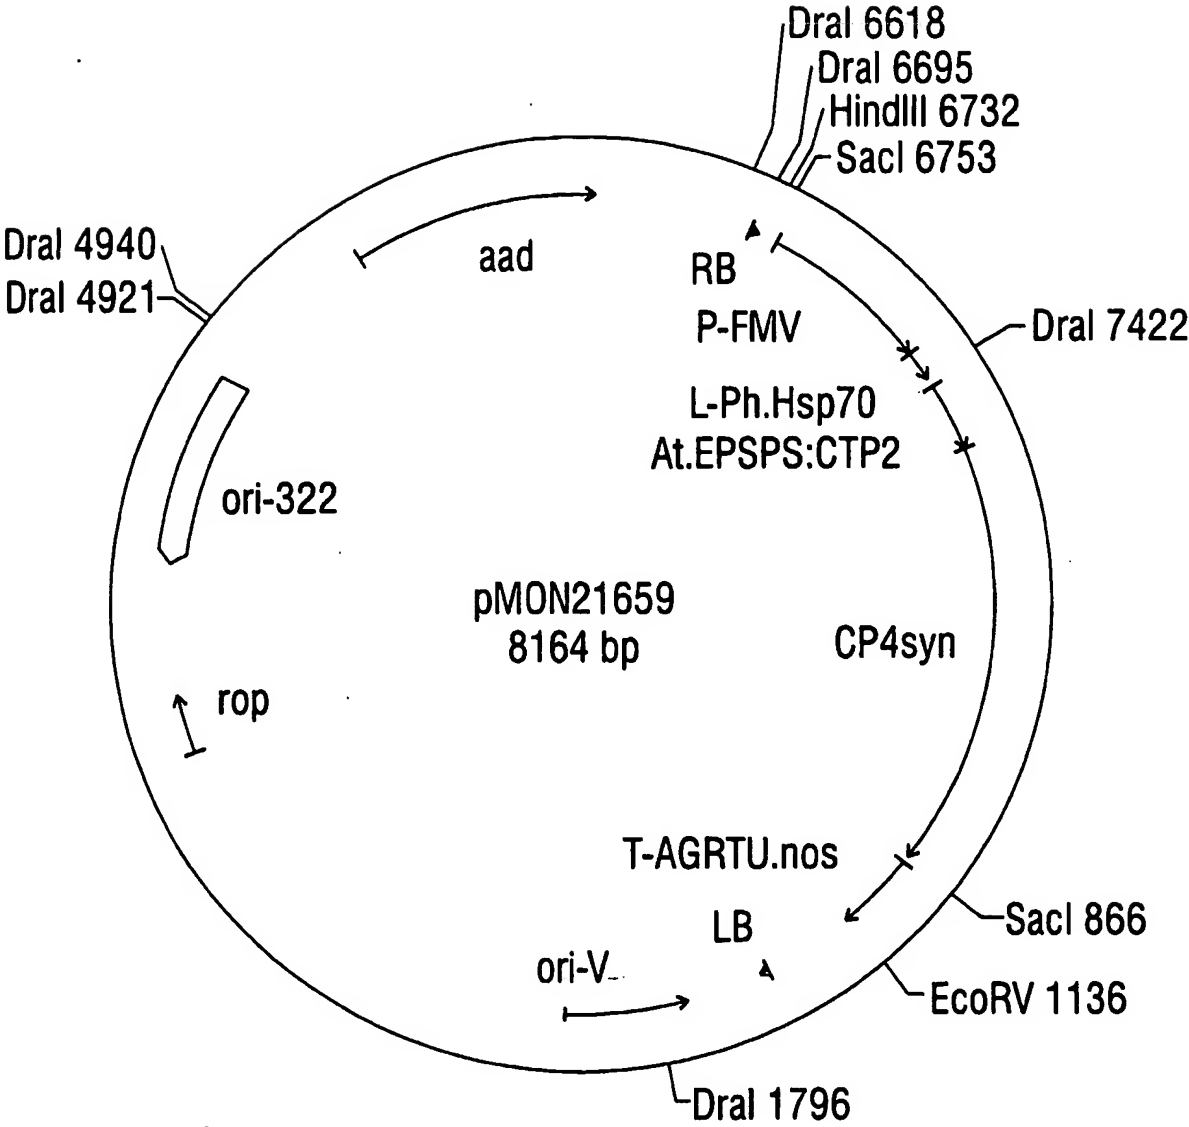 DraI 6618
DraI 6695
HindIII 6732
SacI 6753
DraI 4940
DraI 4921
aad
RB
P-FMV
DraI 7422
L-Ph.Hsp70
At.EPSPS:CTP2
ori-322
pMON21659
8164 bp
CP4syn
rop
T-AGRTU.nos
LB
SacI 866
ori-V
EcoRV 1136
DraI 1796